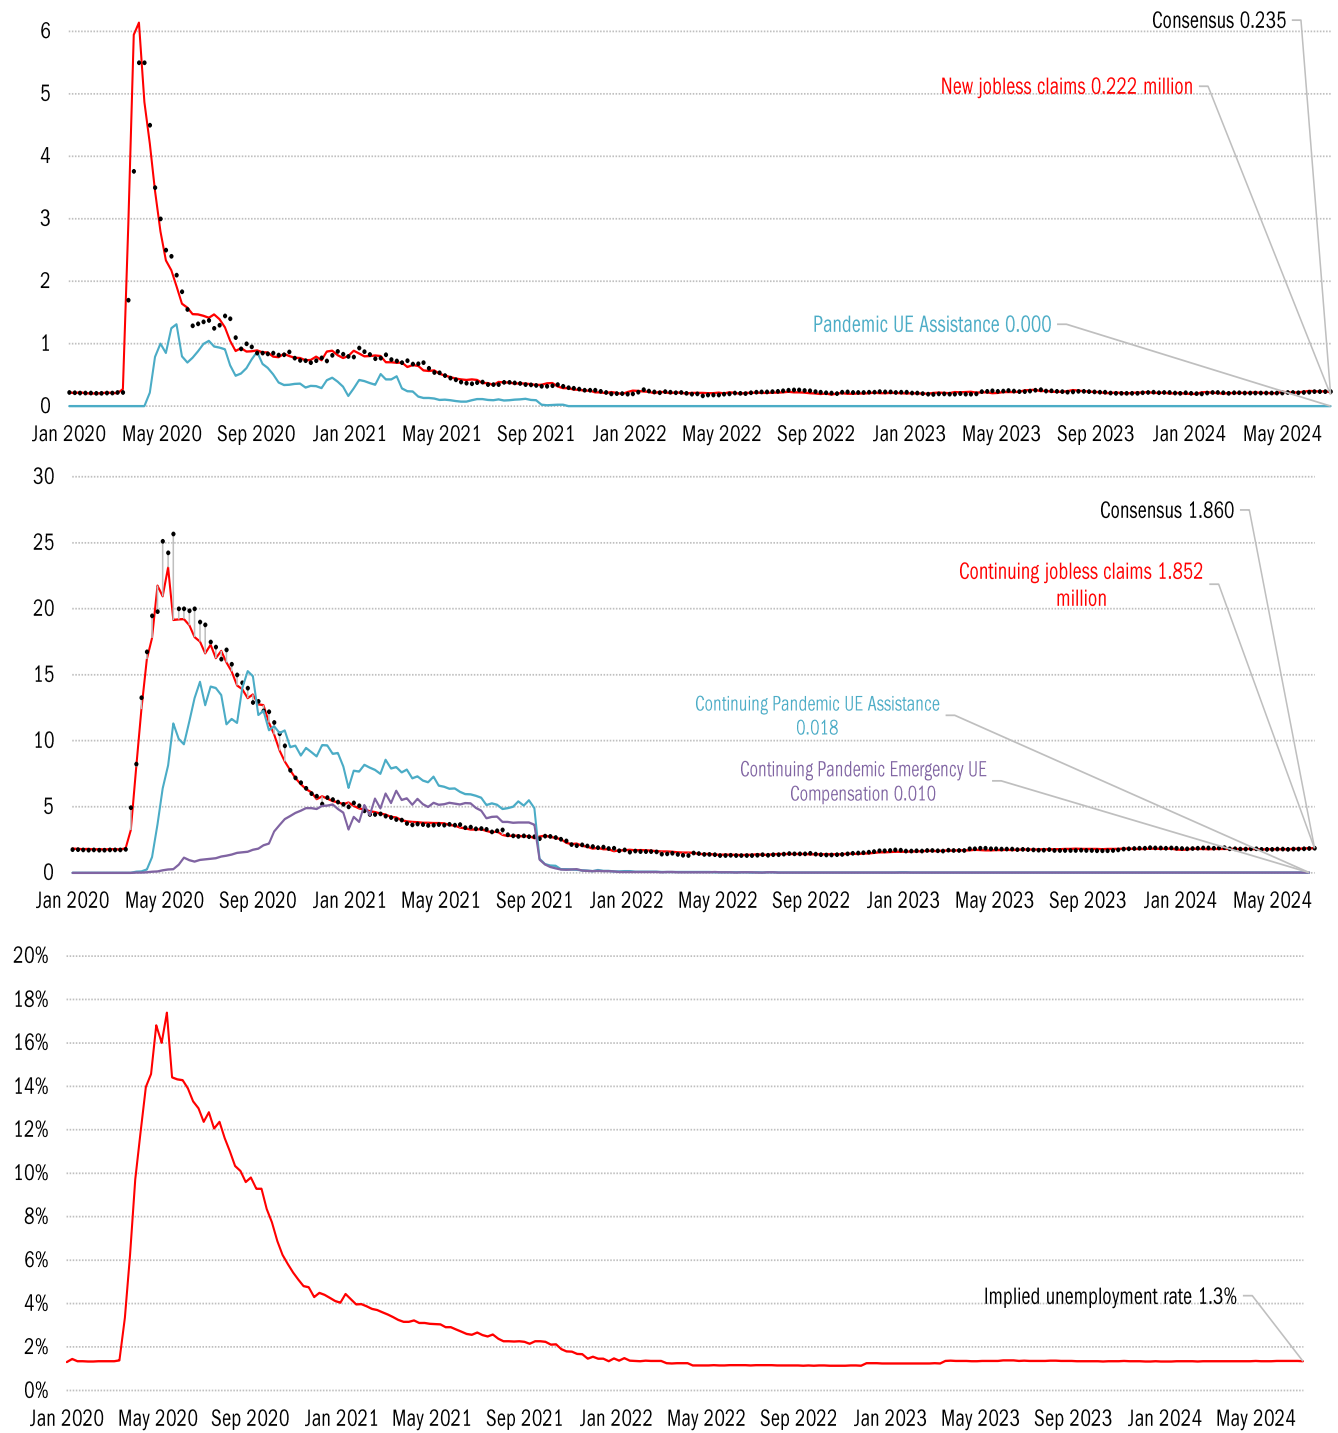 Consensus 0.235
New jobless claims 0.222 million
Pandemic UE Assistance 0.000
6
5
4
3
2
1
0
Jan 2020 May 2020 Sep 2020 Jan 2021 May 2021 Sep 2021 Jan 2022 May 2022 Sep 2022 Jan 2023 May 2023 Sep 2023 Jan 2024 May 2024
30
25
20
15
10
5
0
Consensus 1.860
Continuing jobless claims 1.852
million
Continuing Pandemic UE Assistance
0.018
Continuing Pandemic Emergency UE
Compensation 0.010
Jan 2020 May 2020 Sep 2020 Jan 2021 May 2021 Sep 2021 Jan 2022 May 2022 Sep 2022 Jan 2023 May 2023 Sep 2023 Jan 2024 May 2024
20%
18%
16%
14%
12%
10%
8%
6%
4%
2%
0%
Implied unemployment rate 1.3%
Jan 2020 May 2020 Sep 2020 Jan 2021 May 2021 Sep 2021 Jan 2022 May 2022 Sep 2022 Jan 2023 May 2023 Sep 2023 Jan 2024 May 2024